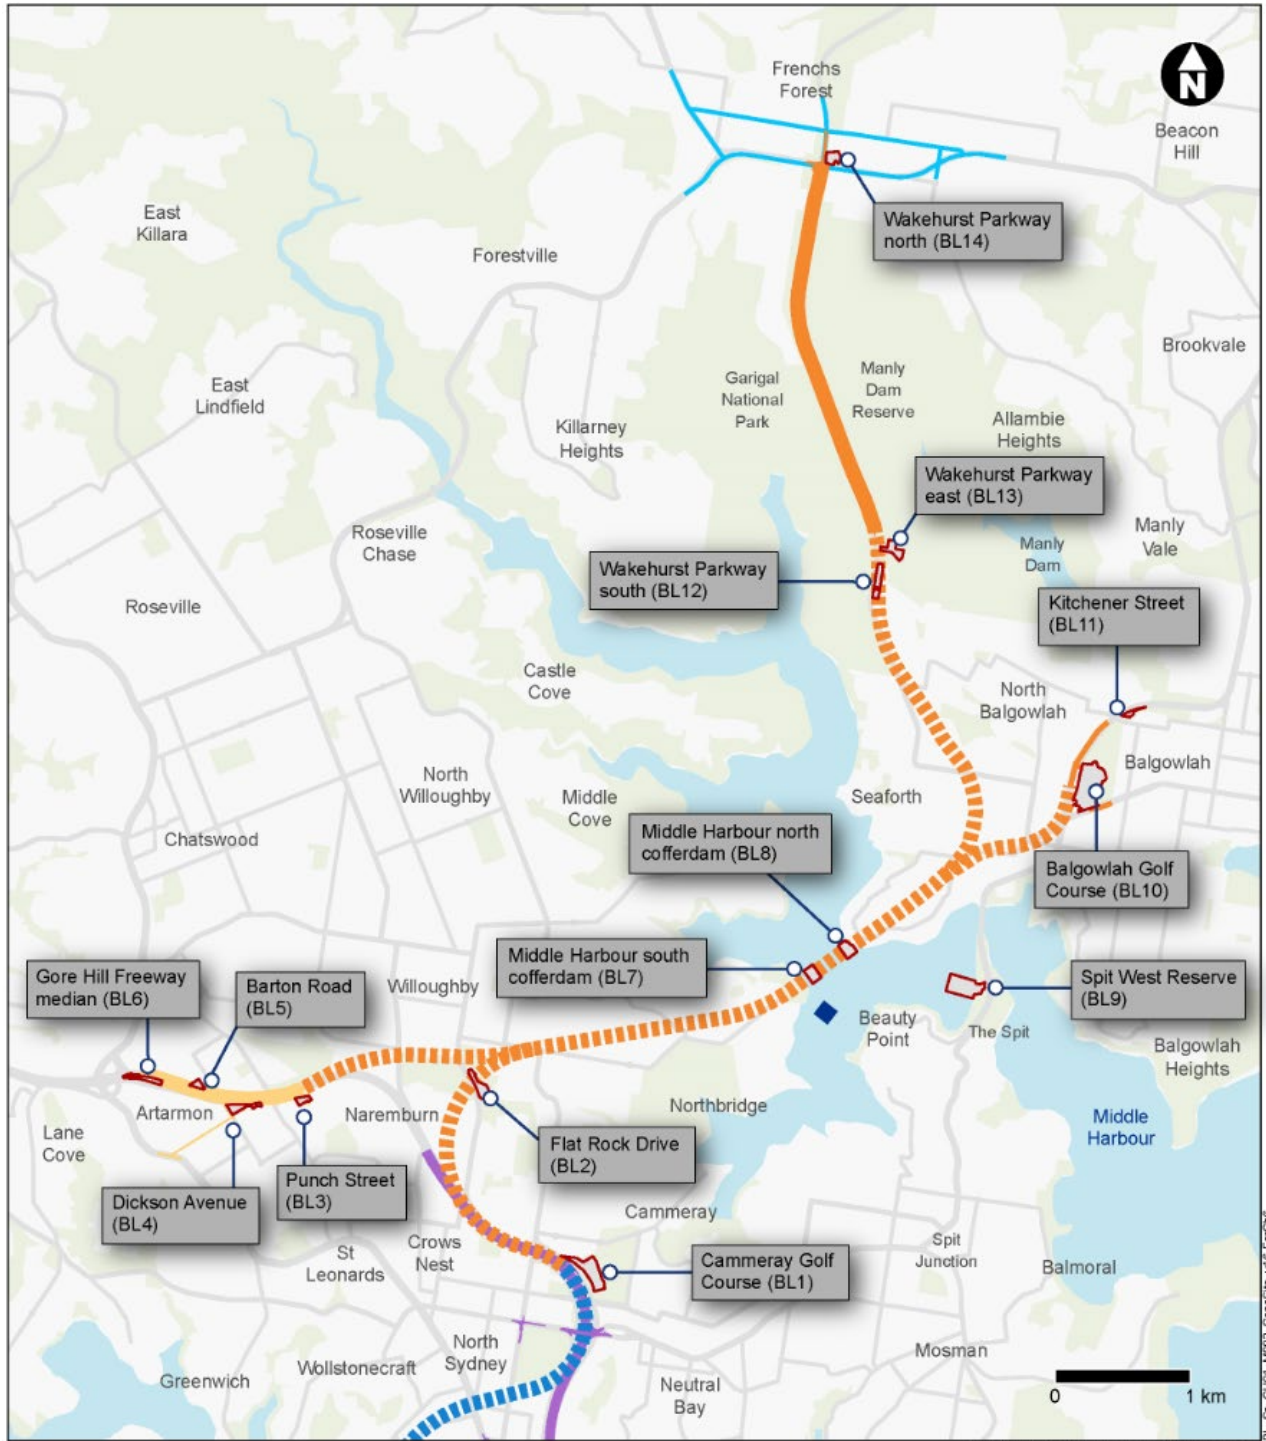 Frenchs
Forest
N
Beacon
Hill
East
Killara
Wakehurst Parkway
north (BL14)
Forestville
Brookvale
East
Lindfield
Garigal
National
Park
Manly
Dam
Reserve
Killarney
Heights
Allambie
Heights
Wakehurst Parkway
east (BL13)
Roseville
Chase
Manly
Vale
Manly
Dam
Wakehurst Parkway
south (BL12)
Roseville
Kitchener Street
(BL11)
Castle
Cove
North
Balgowlah
Balgowlah
North
Willoughby
Middle
Cove
Seaforth
Chatswood
Middle Harbour north
cofferdam (BL8)
Balgowlah Golf
Course (BL10)
Middle Harbour south
cofferdam (BL7)
Gore Hill Freeway
median (BL6)
Barton Road
(BL5)
Willoughby
Spit West Reserve
(BL9)
Beauty
Point
The Spit
Balgowlah
Heights
Artarmon
Naremburn
Northbridge
Middle
Harbour
Lane
Cove
Flat Rock Drive
(BL2)
Punch Street
(BL3)
Dickson Avenue
(BL4)
Cammeray
St
Leonards
Crows
Nest
Cammeray Golf
Course (BL1)
Spit
Junction
Balmoral
North
Sydney
Wollstonecraft
Greenwich
Mosman
Neutral
Bay
0 1 km